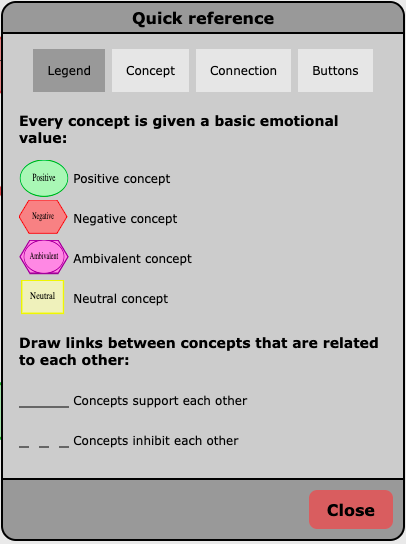 Quick reference
Legend Concept Connection Buttons
Every concept is given a basic emotional
value:
Positive Positive concept
Negative Negative concept
Ambivalent Ambivalent concept
Neutral Neutral concept
Draw links between concepts that are related
to each other:
Concepts support each other
Concepts inhibit each other
Close